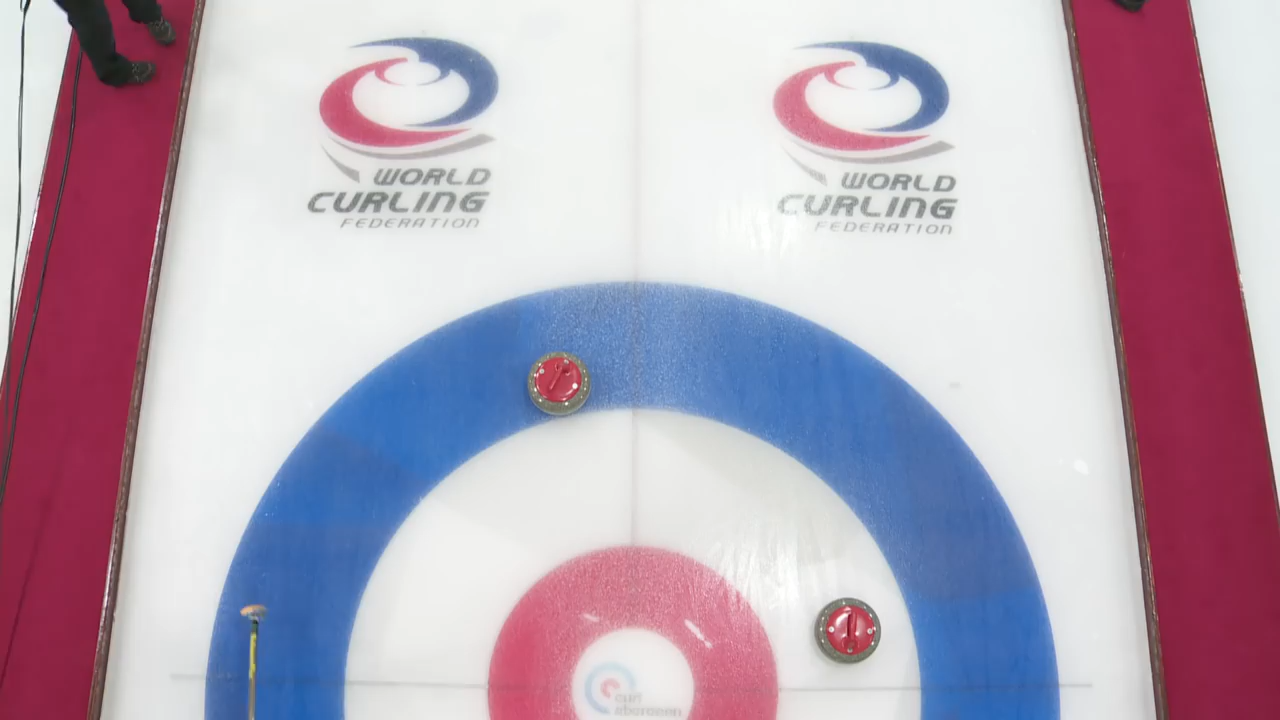 WORLD
CURLING
FEDERATION
WORLD
CURLING
FEDERATION
curl
aberdeen